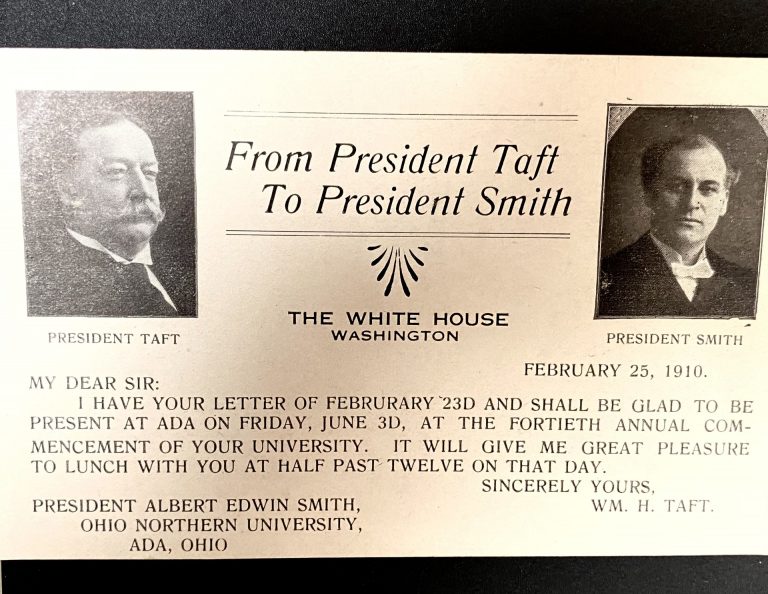 From President Taft
To President Smith
THE WHITE HOUSE
WASHINGTON
PRESIDENT TAFT
PRESIDENT SMITH
FEBRUARY 25, 1910.
MY DEAR SIR:
I HAVE YOUR LETTER OF FEBRURARY 23D AND SHALL BE GLAD TO BE
PRESENT AT ADA ON FRIDAY, JUNE 3D, AT THE FORTIETH ANNUAL COM-
MENCEMENT OF YOUR UNIVERSITY. IT WILL GIVE ME GREAT PLEASURE
TO LUNCH WITH YOU AT HALF PAST TWELVE ON THAT DAY.
SINCERELY YOURS,
WM. H. TAFT.
PRESIDENT ALBERT EDWIN SMITH,
OHIO NORTHERN UNIVERSITY,
ADA, OHIO